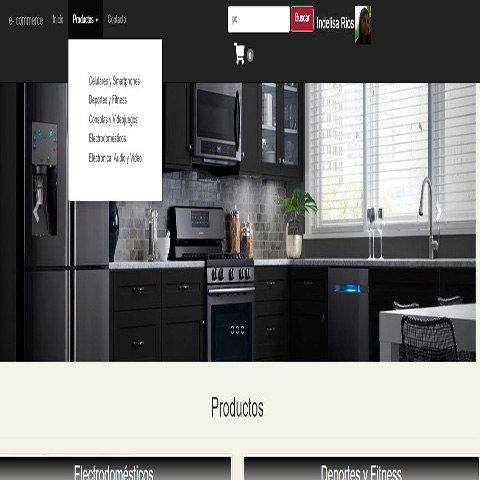 e- commerce Inicio Productos Contacto pc Buscar Indelisa Rios
0
Celulares y Smartphones
Deportes y Fitness
Consolas y Videojuegos
Electrodomésticos
Electronica, Audio y Video
Productos
Electrodomésticos Deportes y Fitness